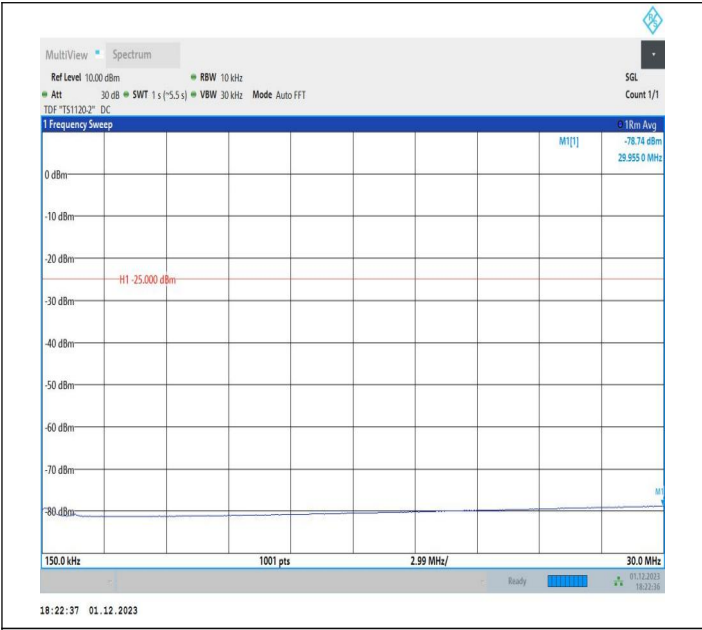 MultiView Spectrum
Ref Level 10.00 dBm RBW 10 kHz SGL
Att 30 dB SWT 1 s (~5.5 s) VBW 30 kHz Mode Auto FFT Count 1/1
TDF "TS1120-2" DC
1 Frequency Sweep 1Rm Avg
M1[1] -78.74 dBm
29.955 0 MHz
0 dBm
-10 dBm
-20 dBm
H1 -25.000 dBm
-30 dBm
-40 dBm
-50 dBm
-60 dBm
-70 dBm
M1
-80 dBm
150.0 kHz 1001 pts 2.99 MHz/ 30.0 MHz
Ready 01.12.2023
18:22:36
18:22:37 01.12.2023